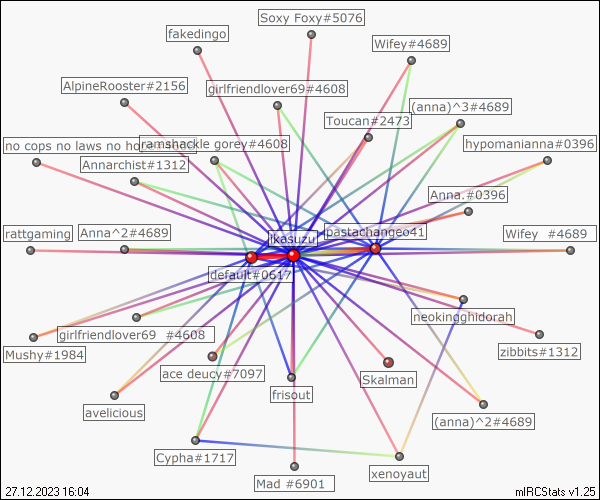 Soxy Foxy#5076
fakedingo
Wifey#4689
AlpineRooster#2156
girlfriendlover69#4608
(anna)^3#4689
Toucan#2473
no cops no laws no hor
ramshackle gorey#4608
hypomanianna#0396
Annarchist#1312
Anna.#0396
rattgaming
Anna^2#4689
ikasuzu
pastachangeo41
Wifey #4689
default#0617
neokingghidorah
girlfriendlover69 #4608
Mushy#1984
zibbits#1312
ace deucy#7097
Skalman
frisout
avelicious
(anna)^2#4689
Cypha#1717
xenoyaut
Mad #6901
27.12.2023 16:04
mIRCStats v1.25